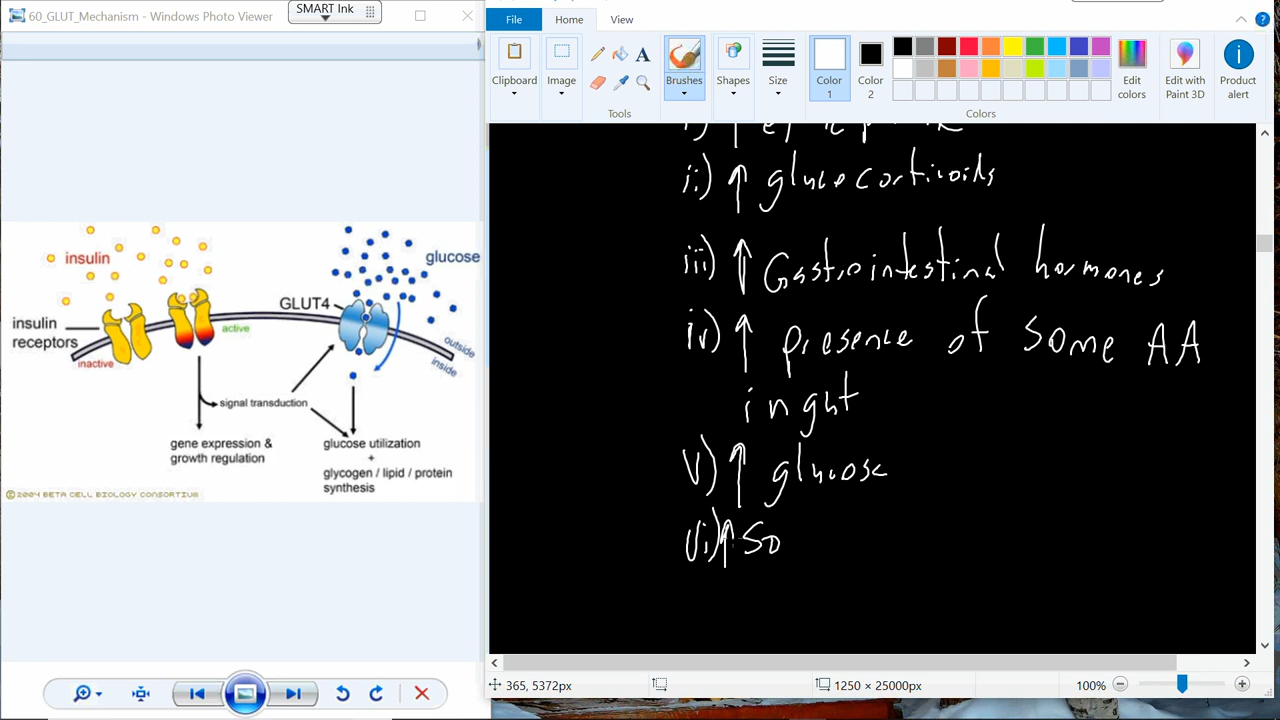 60_GLUT_Mechanism - Windows Photo Viewer
SMART Ink
insulin
glucose
GLUT4
insulin
receptors
active
inactive
outside
inside
signal transduction
gene expression &
growth regulation
glucose utilization
+
glycogen / lipid / protein
synthesis
©2004 BETA CELL BIOLOGY CONSORTIUM
File
Home
View
Clipboard
Image
Tools
Brushes
Shapes
Size
Color
1
Color
2
Colors
Edit
colors
Edit with
Paint 3D
Product
alert
ii) ↑ glucocorticoids
iii) ↕ Gastrointestinal hormones
iv) ↑ presence of some AA
in gut
v) ↑ glucose
vi) ↑ so
365, 5372px
1250 × 25000px
100%